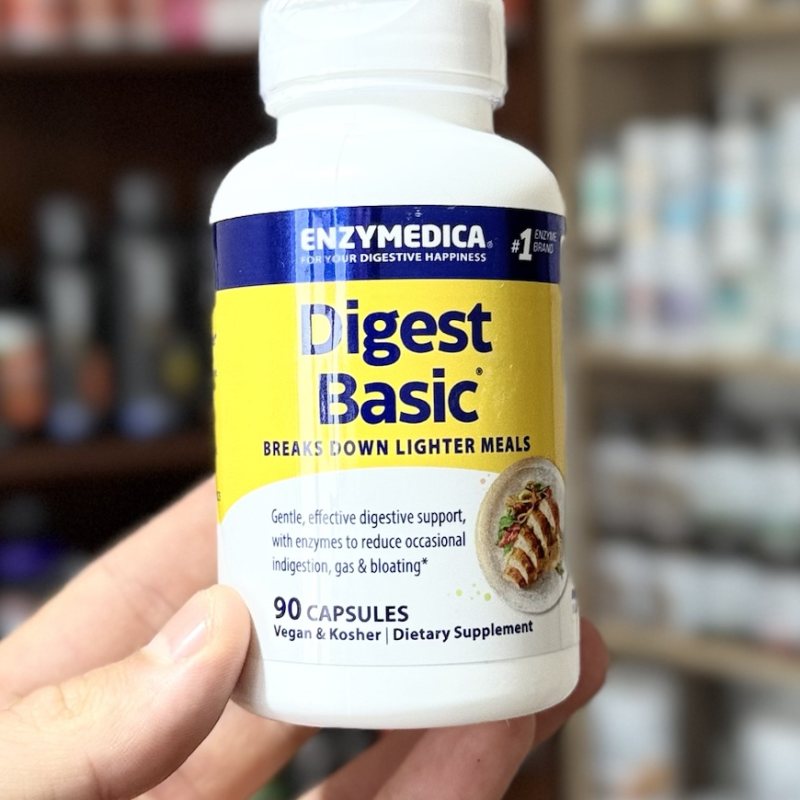 ENZYMEDICA®
FOR YOUR DIGESTIVE HAPPINESS
#1 ENZYME
BRAND
Digest
Basic®
BREAKS DOWN LIGHTER MEALS
Gentle, effective digestive support,
with enzymes to reduce occasional
indigestion, gas & bloating*
90 CAPSULES
Vegan & Kosher | Dietary Supplement